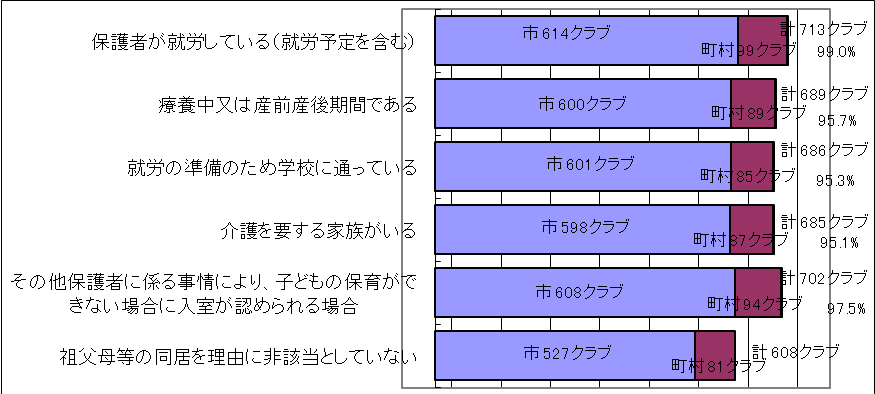 保護者が就労している(就労予定を含む)
市614クラブ
町村99クラブ
計713クラブ
99.0%
療養中又は産前産後期間である
市600クラブ
町村89クラブ
計689クラブ
95.7%
就労の準備のため学校に通っている
市601クラブ
町村85クラブ
計686クラブ
95.3%
介護を要する家族がいる
市598クラブ
町村87クラブ
計685クラブ
95.1%
その他保護者に係る事情により、子どもの保育がで
きない場合に入室が認められる場合
市608クラブ
町村94クラブ
計702クラブ
97.5%
祖父母等の同居を理由に非該当としていない
市527クラブ
町村81クラブ
計608クラブ